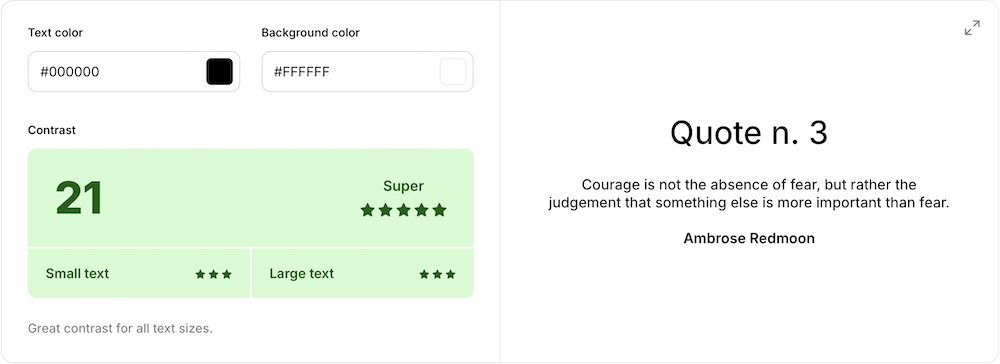 Text color
Background color
#000000
#FFFFFF
Contrast
21
Super
Small text
Large text
Great contrast for all text sizes.
Quote n. 3
Courage is not the absence of fear, but rather the
judgement that something else is more important than fear.
Ambrose Redmoon